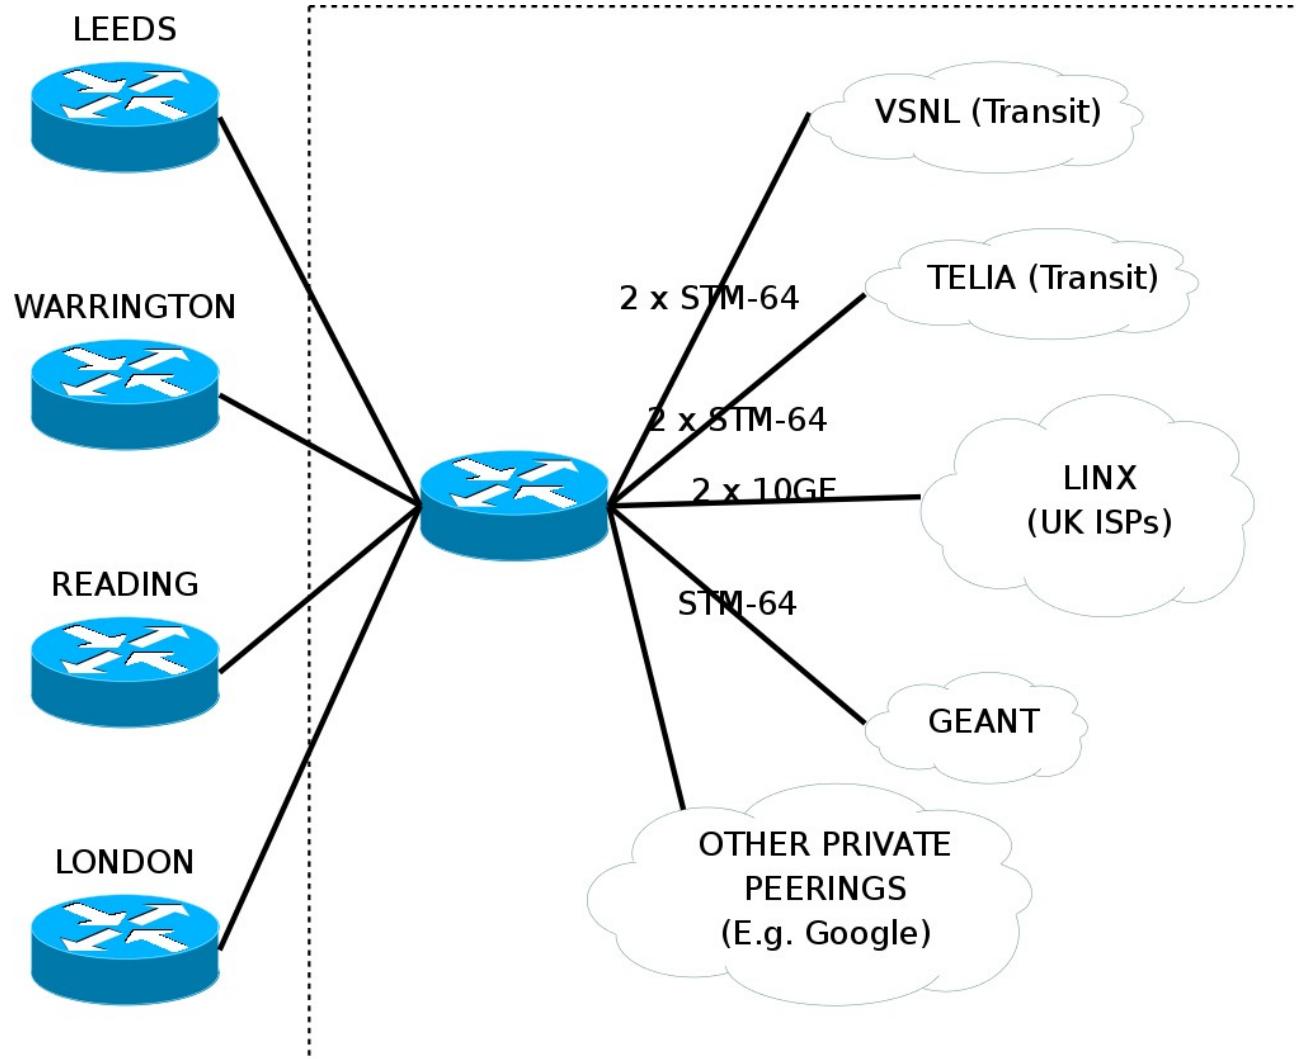 LEEDS
VSNL (Transit)
TELIA (Transit)
WARRINGTON
2 x STM-64
2 x STM-64
LINX
(UK ISPs)
2 x 10GE
READING
STM-64
GEANT
OTHER PRIVATE
PEERINGS
(E.g. Google)
LONDON